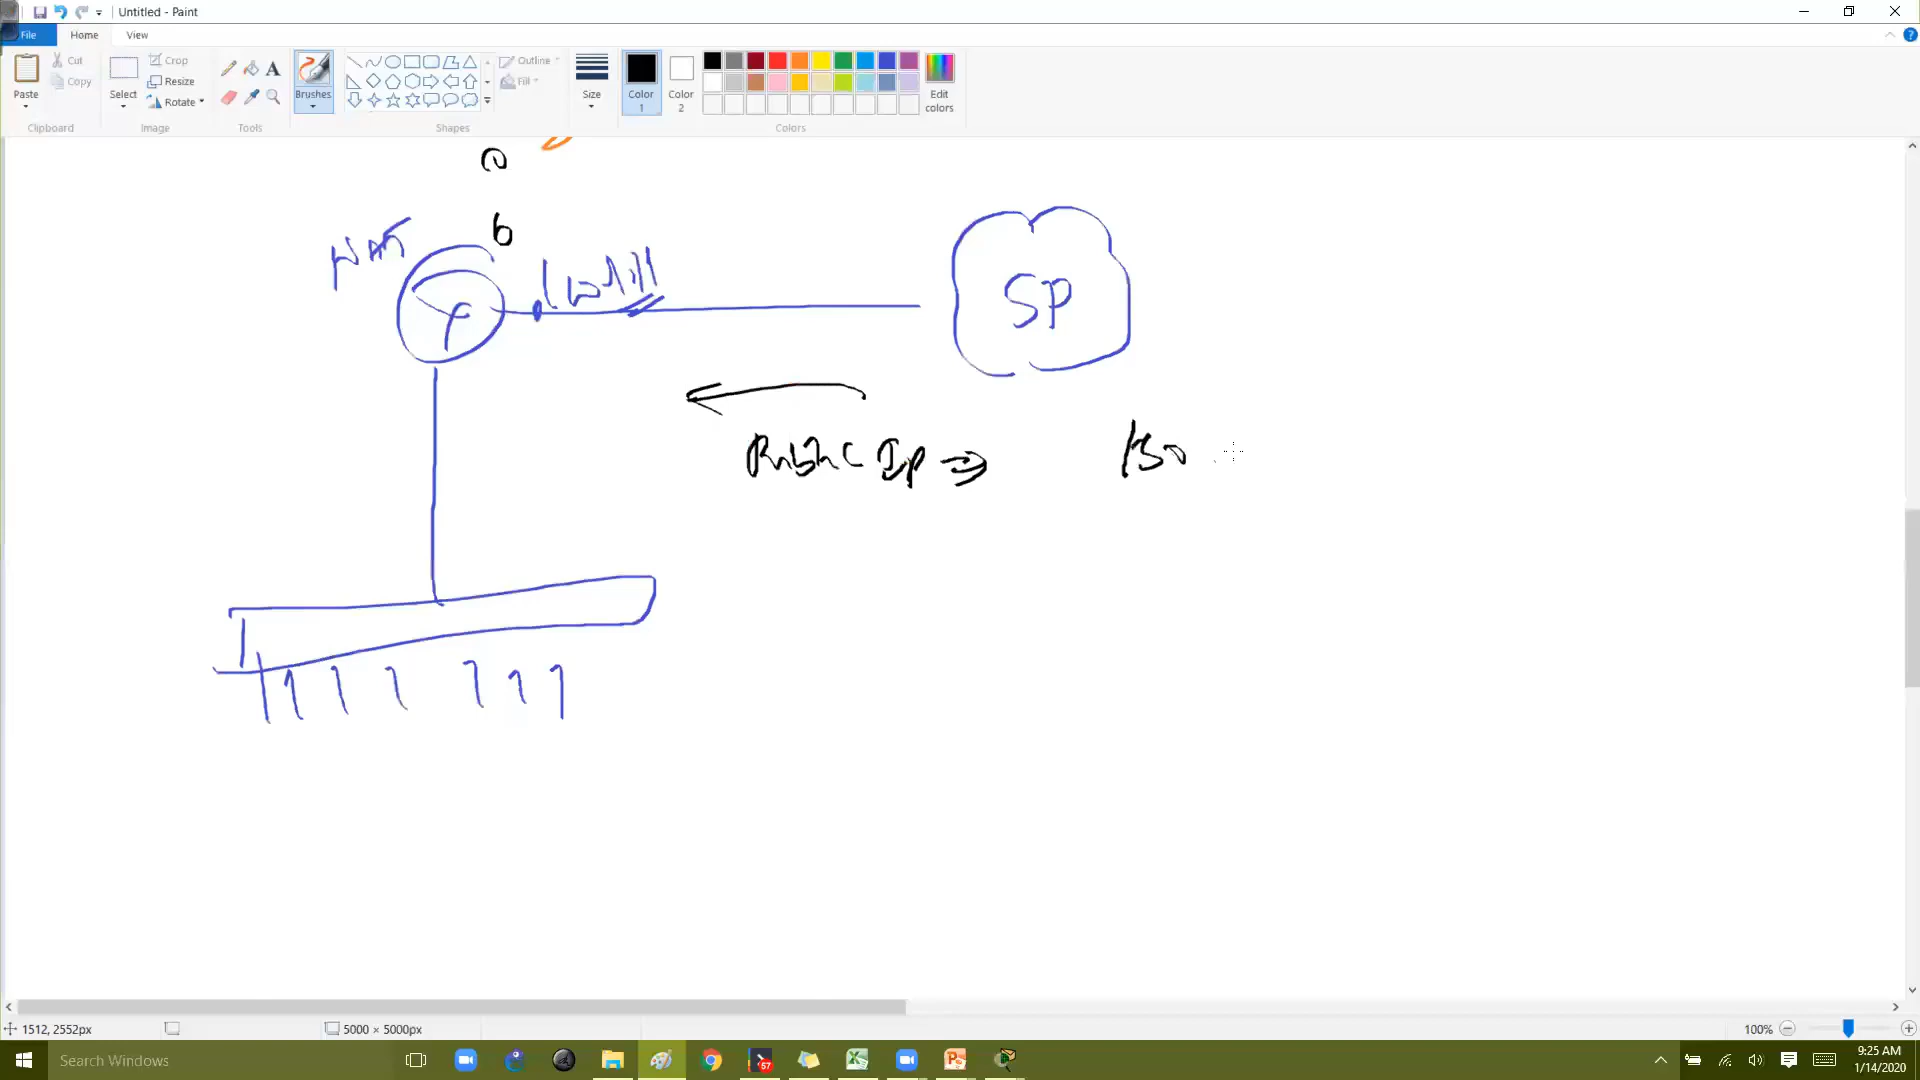 Untitled - Paint
File Home View
Paste
Cut
Copy
Clipboard
Select
Crop
Resize
Rotate
Image
Tools
Brushes
Shapes
Outline
Fill
Size
Color 1
Color 2
Edit colors
Colors
NAT
SP
Public Ip
150 .
1512, 2552px
5000 × 5000px
100%
Search Windows
57
9:25 AM
1/14/2020